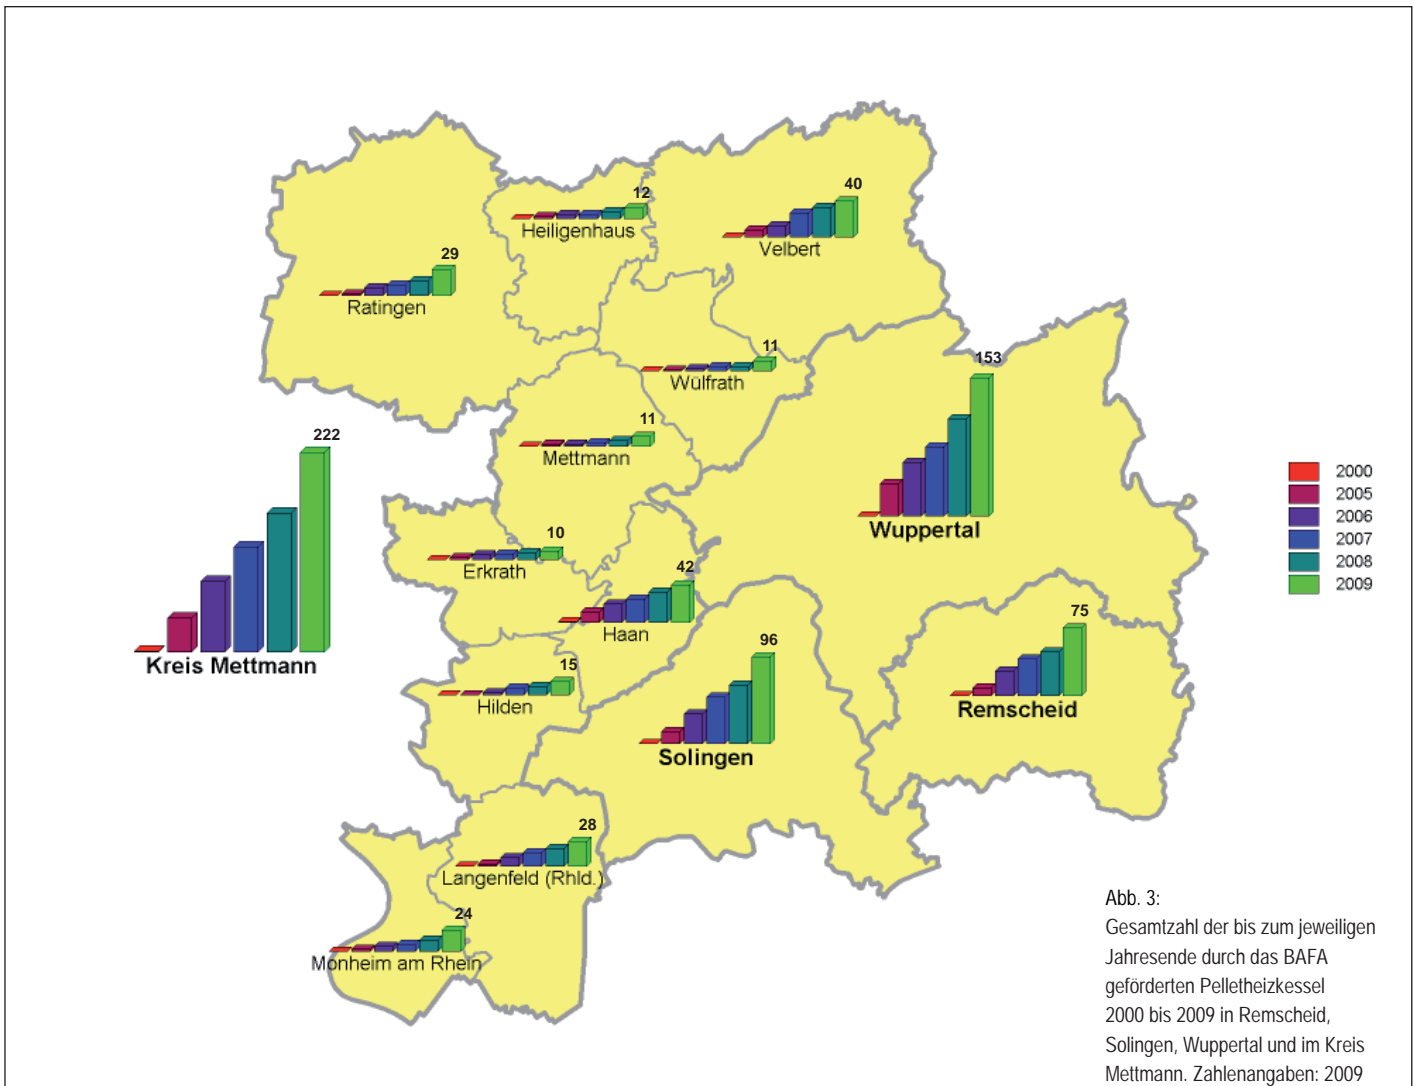 12
Heiligenhaus
40
Velbert
29
Ratingen
11
Wülfrath
153
Wuppertal
11
Mettmann
222
Kreis Mettmann
10
Erkrath
42
Haan
15
Hilden
96
Solingen
75
Remscheid
28
Langenfeld (Rhld.)
24
Monheim am Rhein
2000
2005
2006
2007
2008
2009
Abb. 3:
Gesamtzahl der bis zum jeweiligen
Jahresende durch das BAFA
geförderten Pelletheizkessel
2000 bis 2009 in Remscheid,
Solingen, Wuppertal und im Kreis
Mettmann. Zahlenangaben: 2009